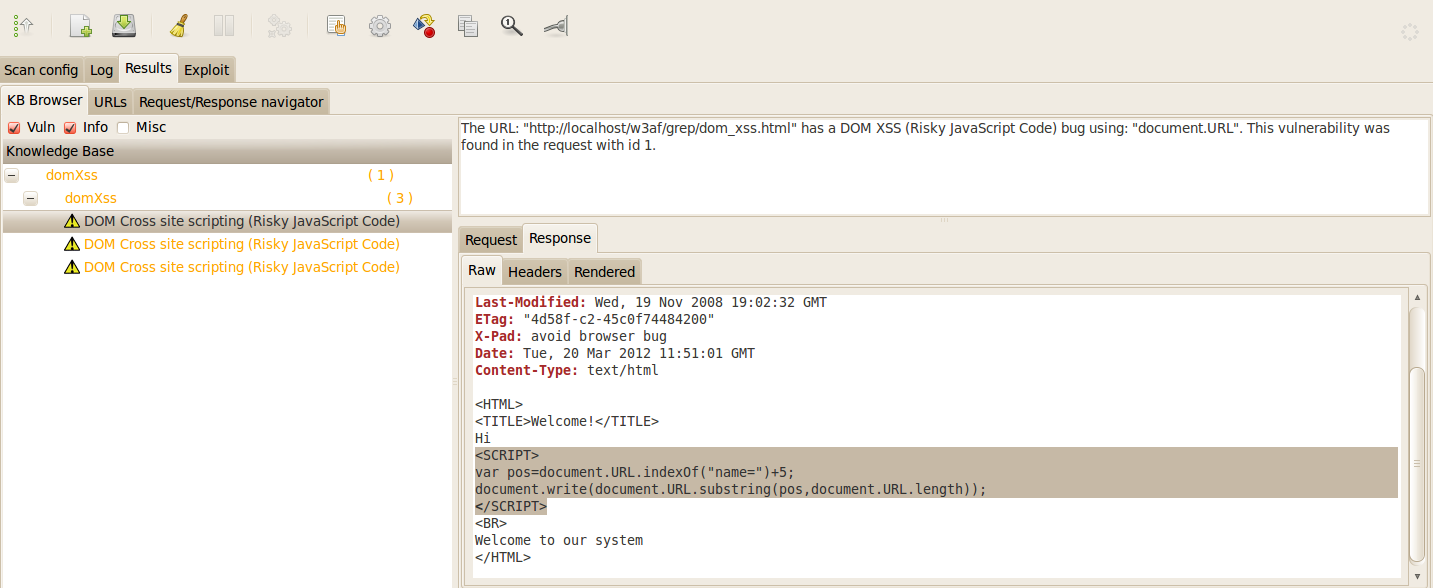 Scan config Log Results Exploit
KB Browser URLs Request/Response navigator
Vuln Info Misc
Knowledge Base
domXss ( 1 )
domXss ( 3 )
DOM Cross site scripting (Risky JavaScript Code)
DOM Cross site scripting (Risky JavaScript Code)
DOM Cross site scripting (Risky JavaScript Code)
The URL: "http://localhost/w3af/grep/dom_xss.html" has a DOM XSS (Risky JavaScript Code) bug using: "document.URL". This vulnerability was
found in the request with id 1.
Request Response
Raw Headers Rendered
Last-Modified: Wed, 19 Nov 2008 19:02:32 GMT
ETag: "4d58f-c2-45c0f74484200"
X-Pad: avoid browser bug
Date: Tue, 20 Mar 2012 11:51:01 GMT
Content-Type: text/html
<HTML>
<TITLE>Welcome!</TITLE>
Hi
<SCRIPT>
var pos=document.URL.indexOf("name=")+5;
document.write(document.URL.substring(pos,document.URL.length));
</SCRIPT>
<BR>
Welcome to our system
</HTML>